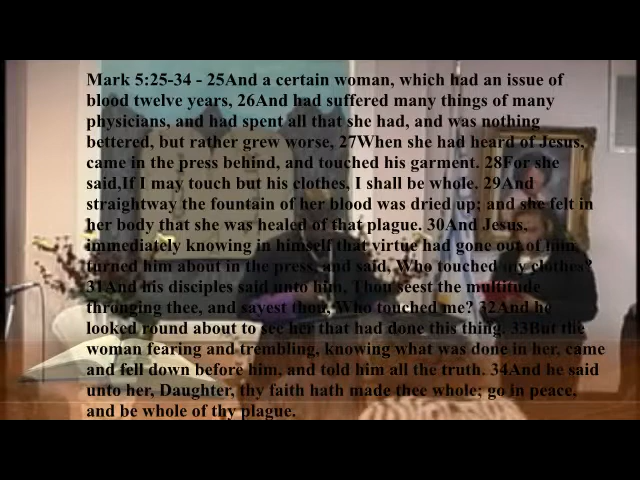 Mark 5:25-34 - 25And a certain woman, which had an issue of
blood twelve years, 26And had suffered many things of many
physicians, and had spent all that she had, and was nothing
bettered, but rather grew worse, 27When she had heard of Jesus,
came in the press behind, and touched his garment. 28For she
said,If I may touch but his clothes, I shall be whole. 29And
straightway the fountain of her blood was dried up; and she felt in
her body that she was healed of that plague. 30And Jesus,
immediately knowing in himself that virtue had gone out of him,
turned him about in the press, and said, Who touched my clothes?
31And his disciples said unto him, Thou seest the multitude
thronging thee, and sayest thou, Who touched me? 32And he
looked round about to see her that had done this thing. 33But the
woman fearing and trembling, knowing what was done in her, came
and fell down before him, and told him all the truth. 34And he said
unto her, Daughter, thy faith hath made thee whole; go in peace,
and be whole of thy plague.